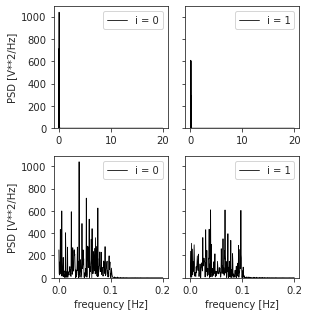 i = 0
i = 1
PSD [V**2/Hz]
1000
800
600
400
200
0
0 10 20
0 10 20
i = 0
i = 1
PSD [V**2/Hz]
1000
800
600
400
200
0
0.0 0.1 0.2
0.0 0.1 0.2
frequency [Hz]
frequency [Hz]